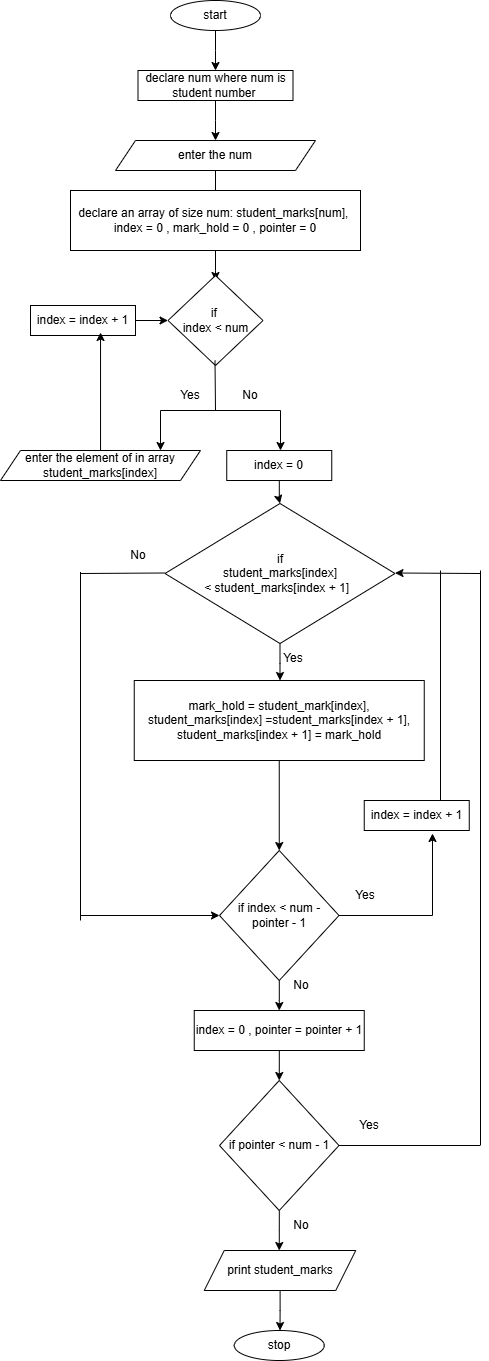 start
declare num where num is
student number
enter the num
declare an array of size num: student_marks[num],
index = 0 , mark_hold = 0 , pointer = 0
if
index < num
index = index + 1
Yes
No
enter the element of in array
student_marks[index]
index = 0
if
student_marks[index]
< student_marks[index + 1]
No
Yes
mark_hold = student_mark[index],
student_marks[index] =student_marks[index + 1],
student_marks[index + 1] = mark_hold
index = index + 1
if index < num -
pointer - 1
Yes
No
index = 0 , pointer = pointer + 1
if pointer < num - 1
Yes
No
print student_marks
stop